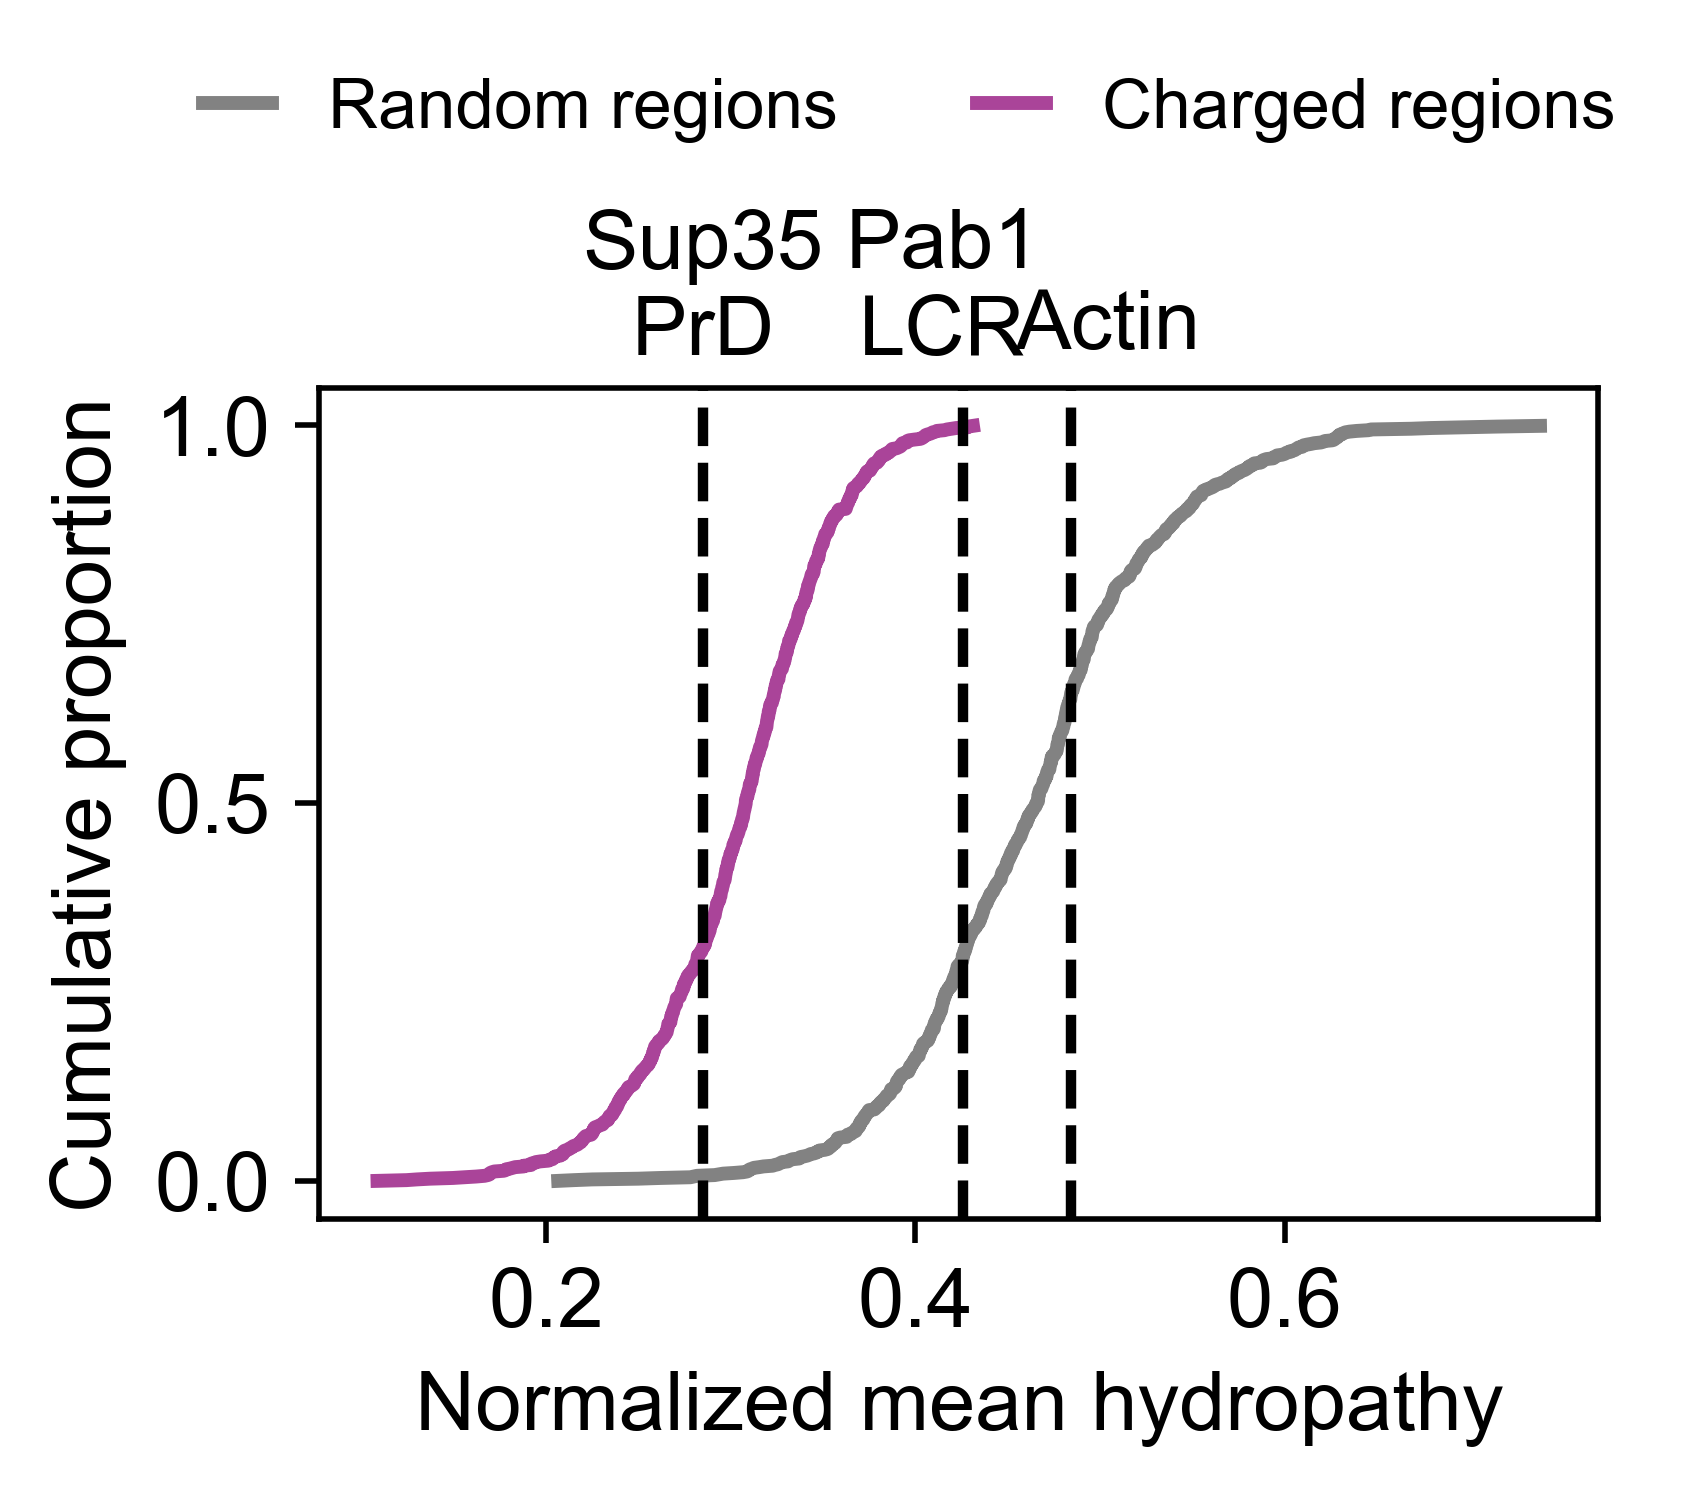 Random regions
Charged regions
Sup35 Pab1
PrD LCR Actin
Cumulative proportion
1.0
0.5
0.0
0.2 0.4 0.6
Normalized mean hydropathy